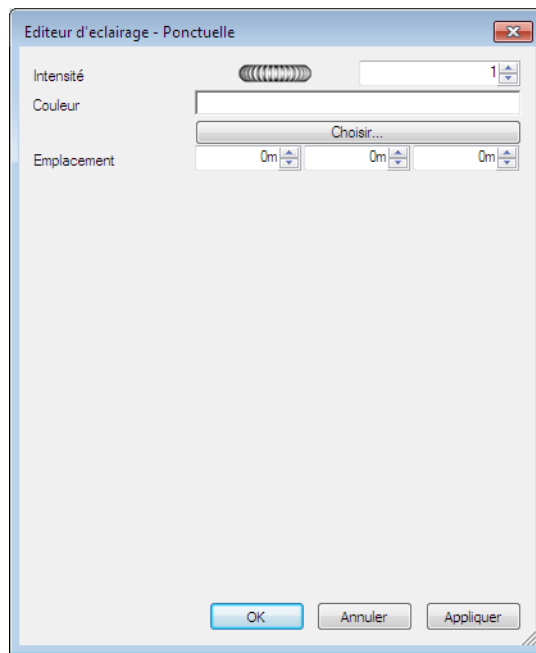 Editeur d'eclairage - Ponctuelle
Intensité 1
Couleur
Choisir...
Emplacement 0m 0m 0m
OK Annuler Appliquer